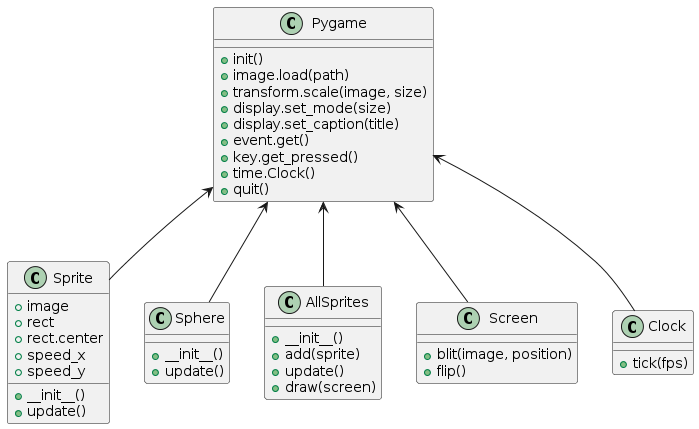 C Pygame
init()
image.load(path)
transform.scale(image, size)
display.set_mode(size)
display.set_caption(title)
event.get()
key.get_pressed()
time.Clock()
quit()
C Sprite
image
rect
rect.center
speed_x
speed_y
__init__()
update()
C Sphere
__init__()
update()
C AllSprites
__init__()
add(sprite)
update()
draw(screen)
C Screen
blit(image, position)
flip()
C Clock
tick(fps)